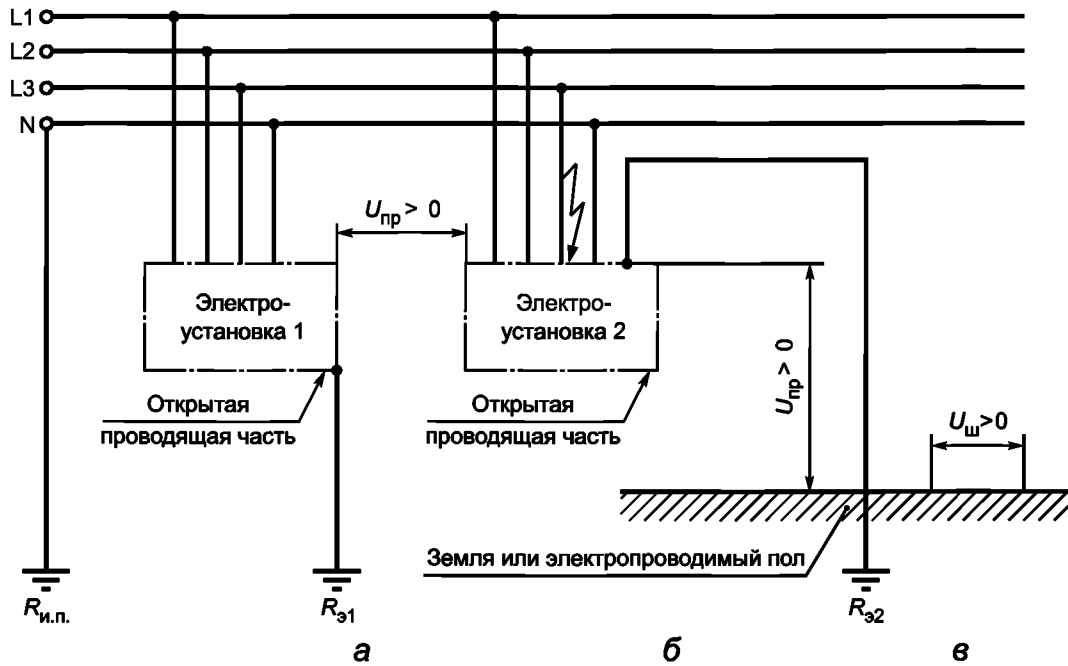 L1
L2
L3
N
Uпр > 0
Электро-
установка 1
Электро-
установка 2
Uпр > 0
Открытая
проводящая часть
Открытая
проводящая часть
Uш>0
Земля или электропроводимый пол
Rи.п.
Rэ1
Rэ2
а
б
в